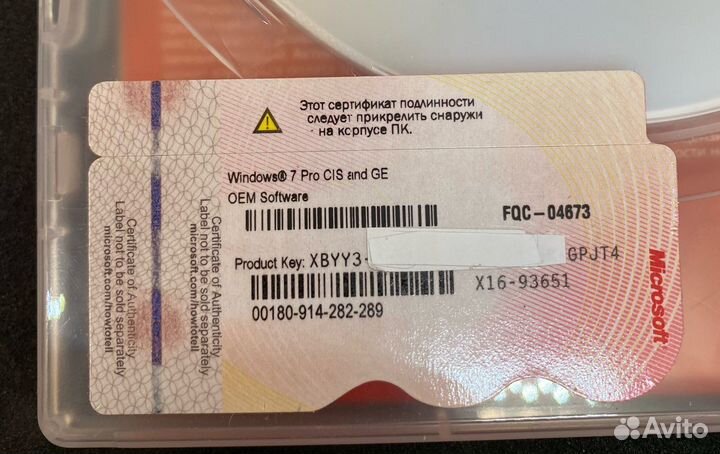 Этот сертификат подлинности
следует прикрепить снаружи
на корпусе ПК.
Windows® 7 Pro CIS and GE
OEM Software
FQC-04673
Product Key: XBYY3- GPJT4
X16-93651
00180-914-282-289
Certificate of Authenticity
Label not to be sold separately
microsoft.com/howtotell
Certificate of Authenticity
Label not to be sold separately
microsoft.com/howtotell
Microsoft
Avito